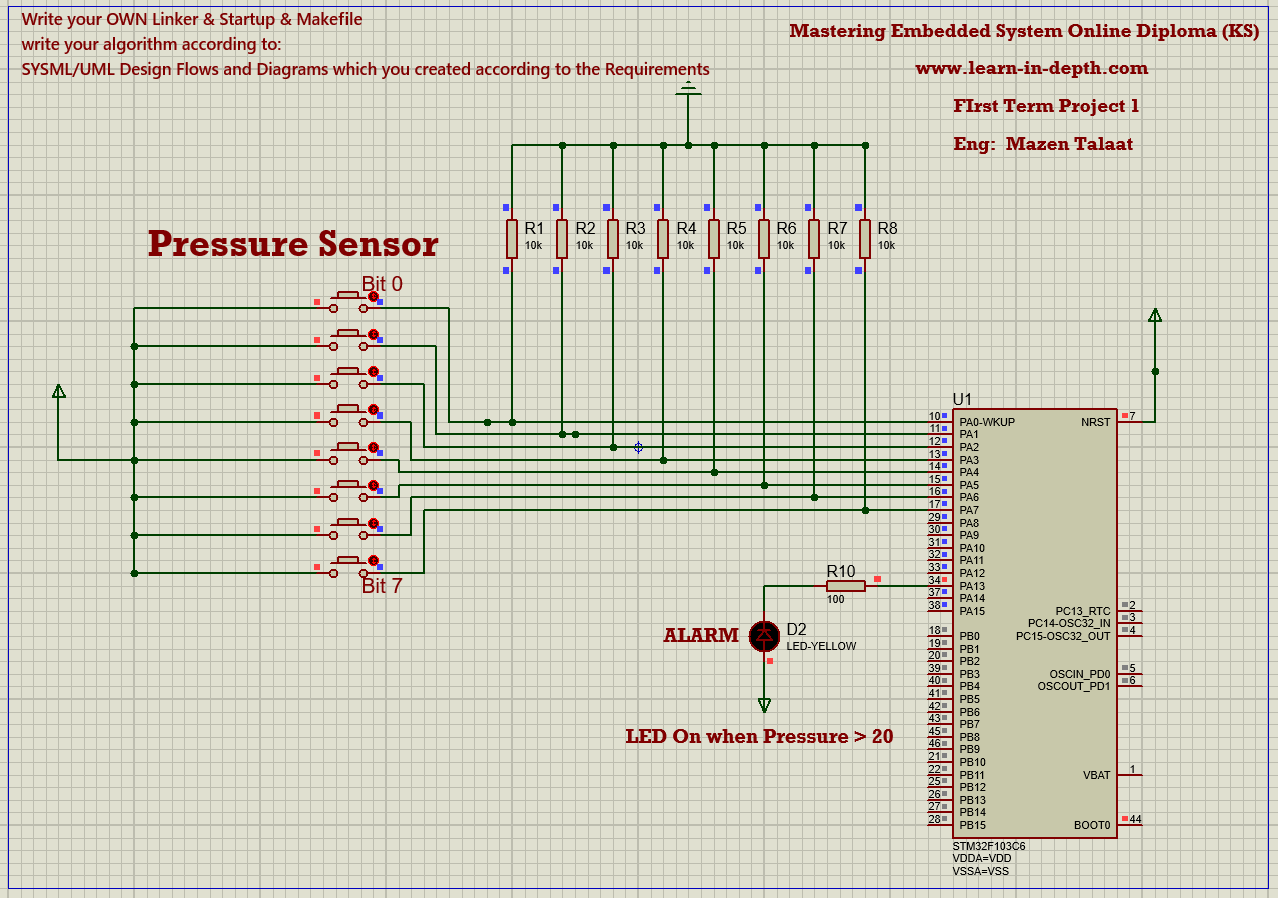 Write your OWN Linker & Startup & Makefile
write your algorithm according to:
SYSML/UML Design Flows and Diagrams which you created according to the Requirements
Mastering Embedded System Online Diploma (KS)
www.learn-in-depth.com
FIrst Term Project 1
Eng: Mazen Talaat
R1
10k
R2
10k
R3
10k
R4
10k
R5
10k
R6
10k
R7
10k
R8
10k
Pressure Sensor
Bit 0
Bit 7
U1
10 PA0-WKUP
11 PA1
12 PA2
13 PA3
14 PA4
15 PA5
16 PA6
17 PA7
29 PA8
30 PA9
31 PA10
32 PA11
33 PA12
34 PA13
37 PA14
38 PA15
18 PB0
19 PB1
20 PB2
39 PB3
40 PB4
41 PB5
42 PB6
43 PB7
45 PB8
46 PB9
21 PB10
22 PB11
25 PB12
26 PB13
27 PB14
28 PB15
NRST 7
PC13_RTC 2
PC14-OSC32_IN 3
PC15-OSC32_OUT 4
OSCIN_PD0 5
OSCOUT_PD1 6
VBAT 1
BOOT0 44
STM32F103C6
VDDA=VDD
VSSA=VSS
R10
100
ALARM
D2
LED-YELLOW
LED On when Pressure > 20